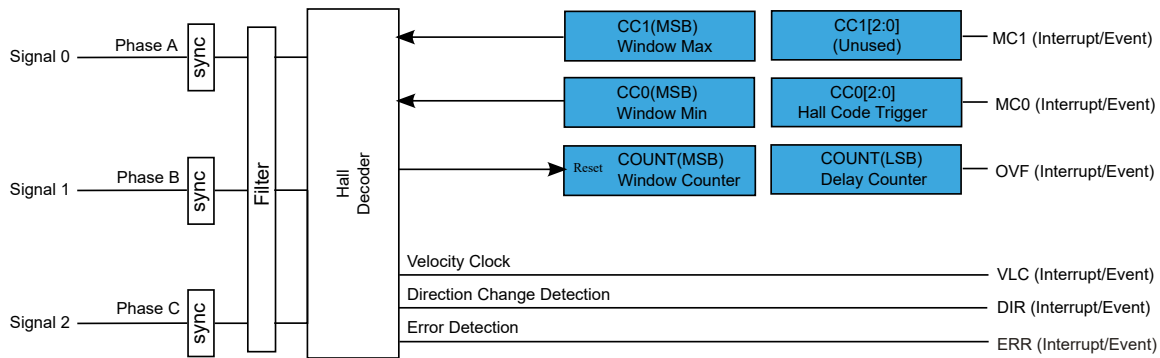 Signal 0
Phase A
sync
Signal 1
Phase B
sync
Signal 2
Phase C
sync
Filter
Hall
Decoder
CC1(MSB)
Window Max
CC1[2:0]
(Unused)
MC1 (Interrupt/Event)
CC0(MSB)
Window Min
CC0[2:0]
Hall Code Trigger
MC0 (Interrupt/Event)
Reset
COUNT(MSB)
Window Counter
COUNT(LSB)
Delay Counter
OVF (Interrupt/Event)
Velocity Clock
VLC (Interrupt/Event)
Direction Change Detection
DIR (Interrupt/Event)
Error Detection
ERR (Interrupt/Event)